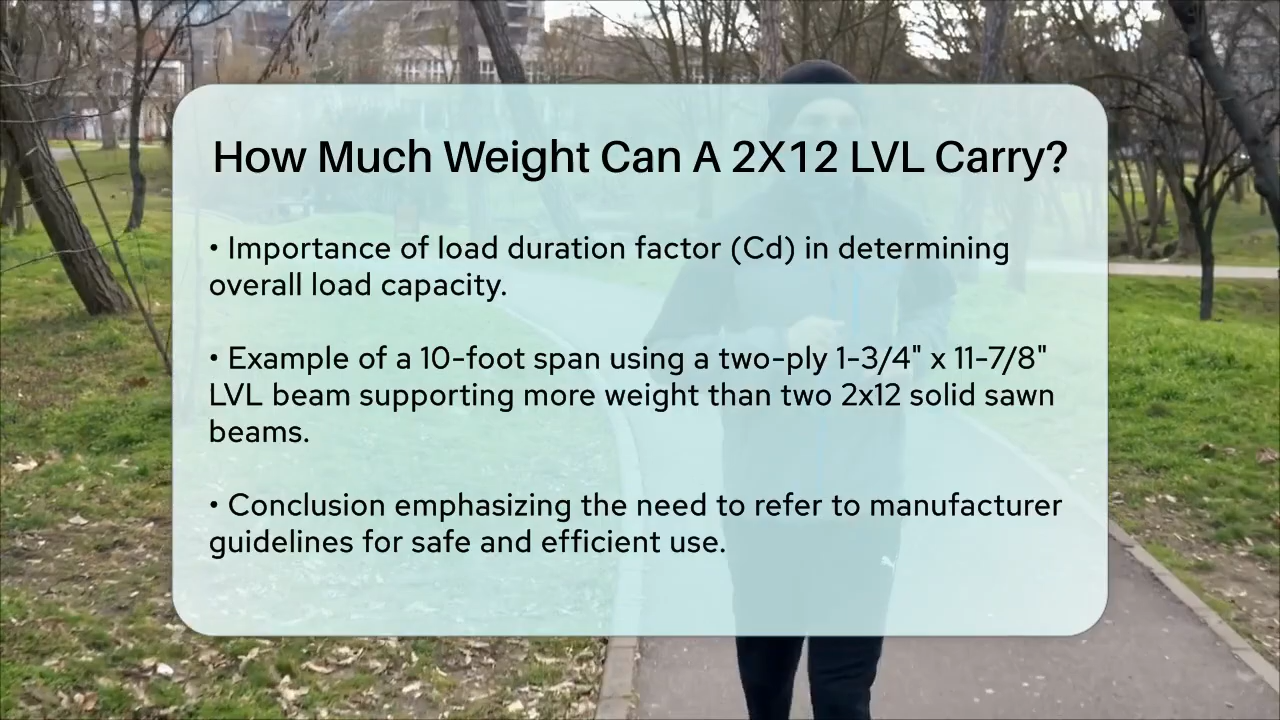 How Much Weight Can A 2X12 LVL Carry?
• Importance of load duration factor (Cd) in determining
overall load capacity.
• Example of a 10-foot span using a two-ply 1-3/4" x 11-7/8"
LVL beam supporting more weight than two 2x12 solid sawn
beams.
• Conclusion emphasizing the need to refer to manufacturer
guidelines for safe and efficient use.